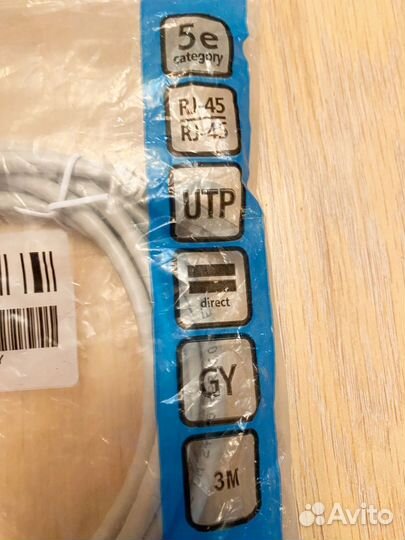 5e
category
RJ-45
RJ-45
UTP
direct
GY
3M
Y
Avito